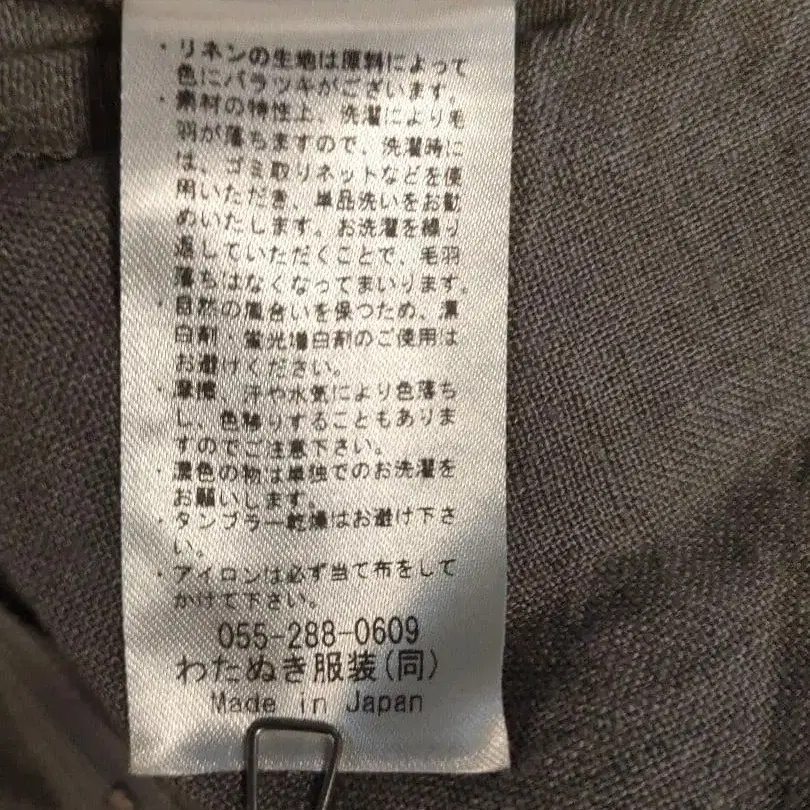 ・リネンの生地は原料によって
色にバラツキがございます。
・素材の特性上、洗濯により毛
羽が落ちますので、洗濯時に
は、ゴミ取りネットなどを使
用いただき、単品洗いをお勧
めいたします。お洗濯を繰り
返していただくことで、毛羽
落ちはなくなってまいります。
・自然の風合いを保つため、漂
白剤・蛍光増白剤のご使用は
お避けください。
・摩擦、汗や水気により色落ち
し、色移りすることもありま
すのでご注意下さい。
・濃色の物は単独でのお洗濯を
お願いします。
・タンブラー乾燥はお避け下さ
い。
・アイロンは必ず当て布をして
かけて下さい。
055-288-0609
わたぬき服装(同)
Made in Japan